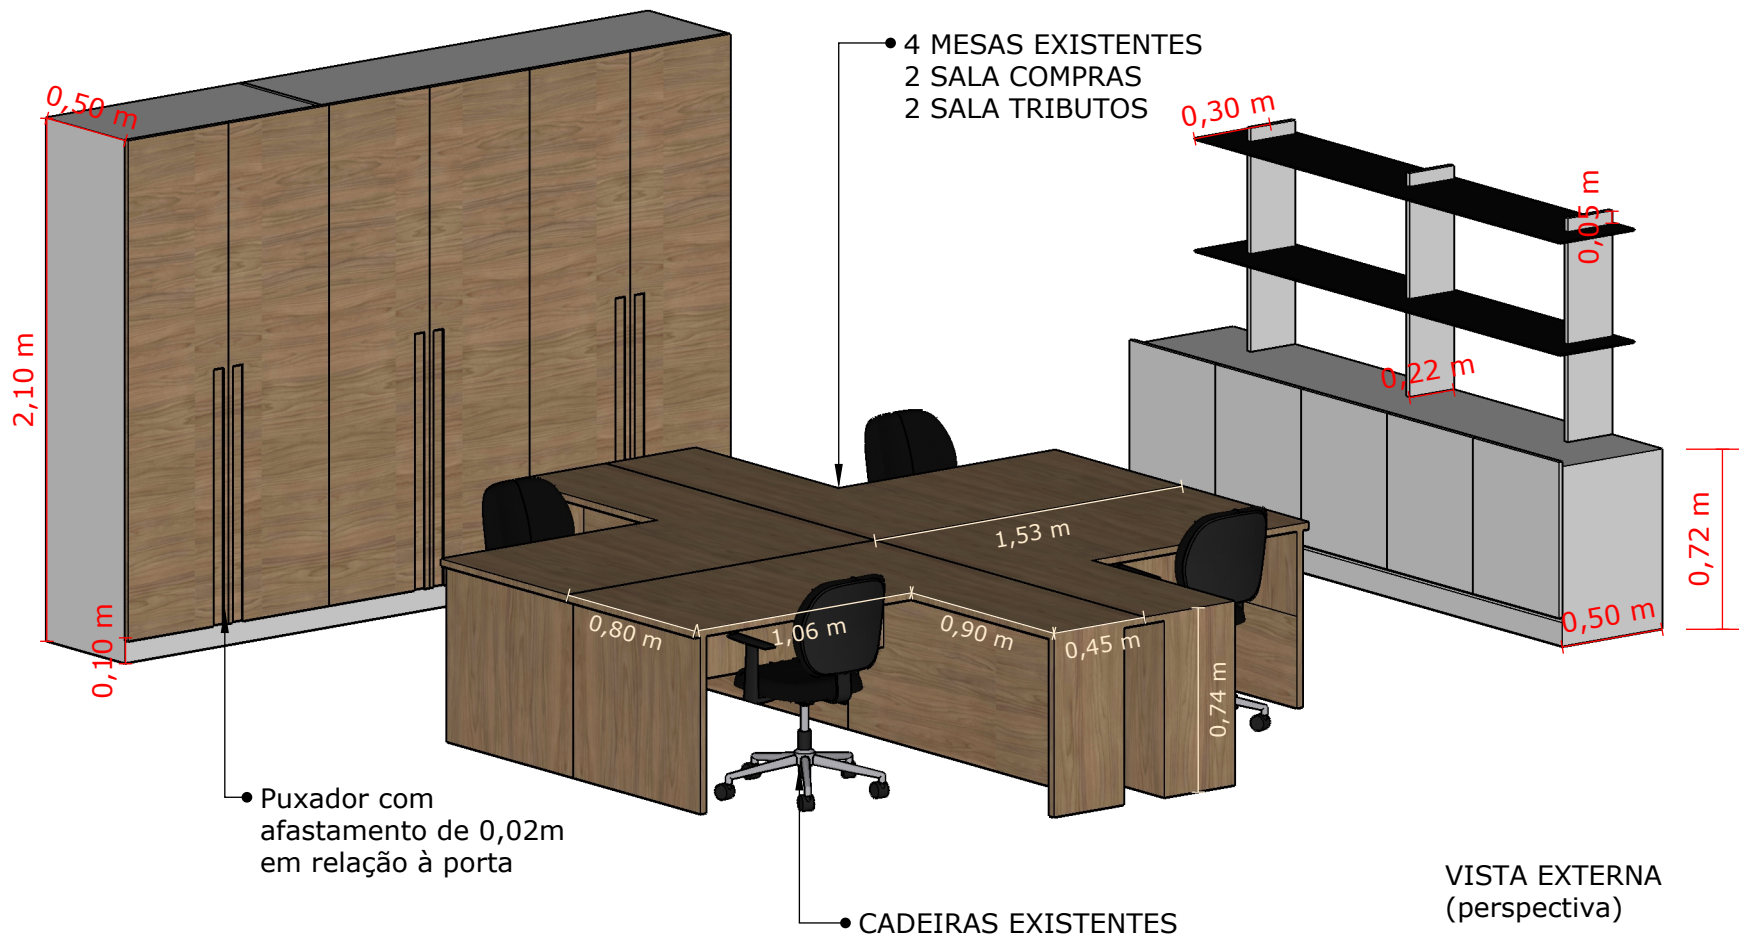 4 MESAS EXISTENTES
2 SALA COMPRAS
2 SALA TRIBUTOS
0,50 m
0,30 m
0,05 m
2,10 m
0,22 m
1,53 m
0,72 m
0,80 m
1,06 m
0,90 m
0,45 m
0,50 m
0,10 m
0,74 m
Puxador com
afastamento de 0,02m
em relação à porta
CADEIRAS EXISTENTES
VISTA EXTERNA
(perspectiva)